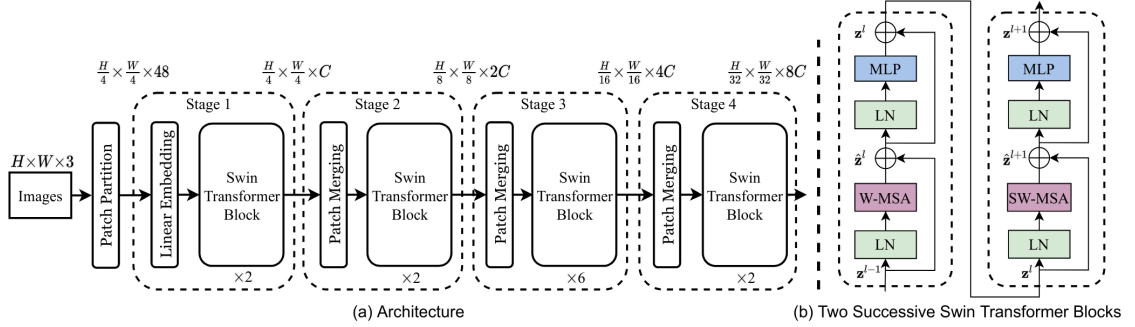 H/4 × W/4 × 48
H/4 × W/4 × C
H/8 × W/8 × 2C
H/16 × W/16 × 4C
H/32 × W/32 × 8C
Stage 1
Stage 2
Stage 3
Stage 4
H×W×3
Images
Patch Partition
Linear Embedding
Swin
Transformer
Block
×2
Patch Merging
Swin
Transformer
Block
×2
Patch Merging
Swin
Transformer
Block
×6
Patch Merging
Swin
Transformer
Block
×2
(a) Architecture
z^l
MLP
LN
ẑ^l
W-MSA
LN
z^{l-1}
z^{l+1}
MLP
LN
ẑ^{l+1}
SW-MSA
LN
z^l
(b) Two Successive Swin Transformer Blocks